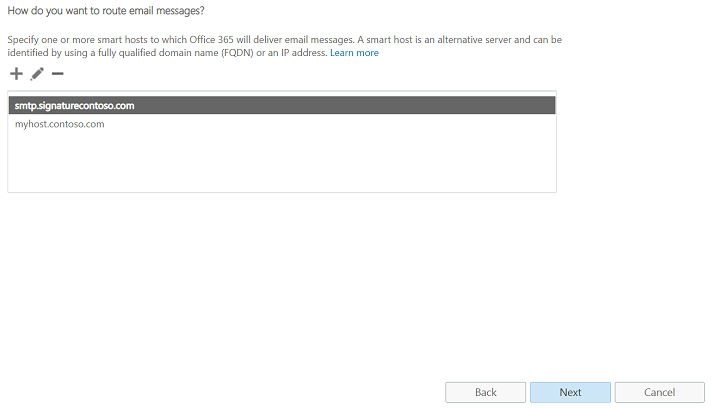 How do you want to route email messages?
Specify one or more smart hosts to which Office 365 will deliver email messages. A smart host is an alternative server and can be
identified by using a fully qualified domain name (FQDN) or an IP address. Learn more
smtp.signaturecontoso.com
myhost.contoso.com
Back Next Cancel